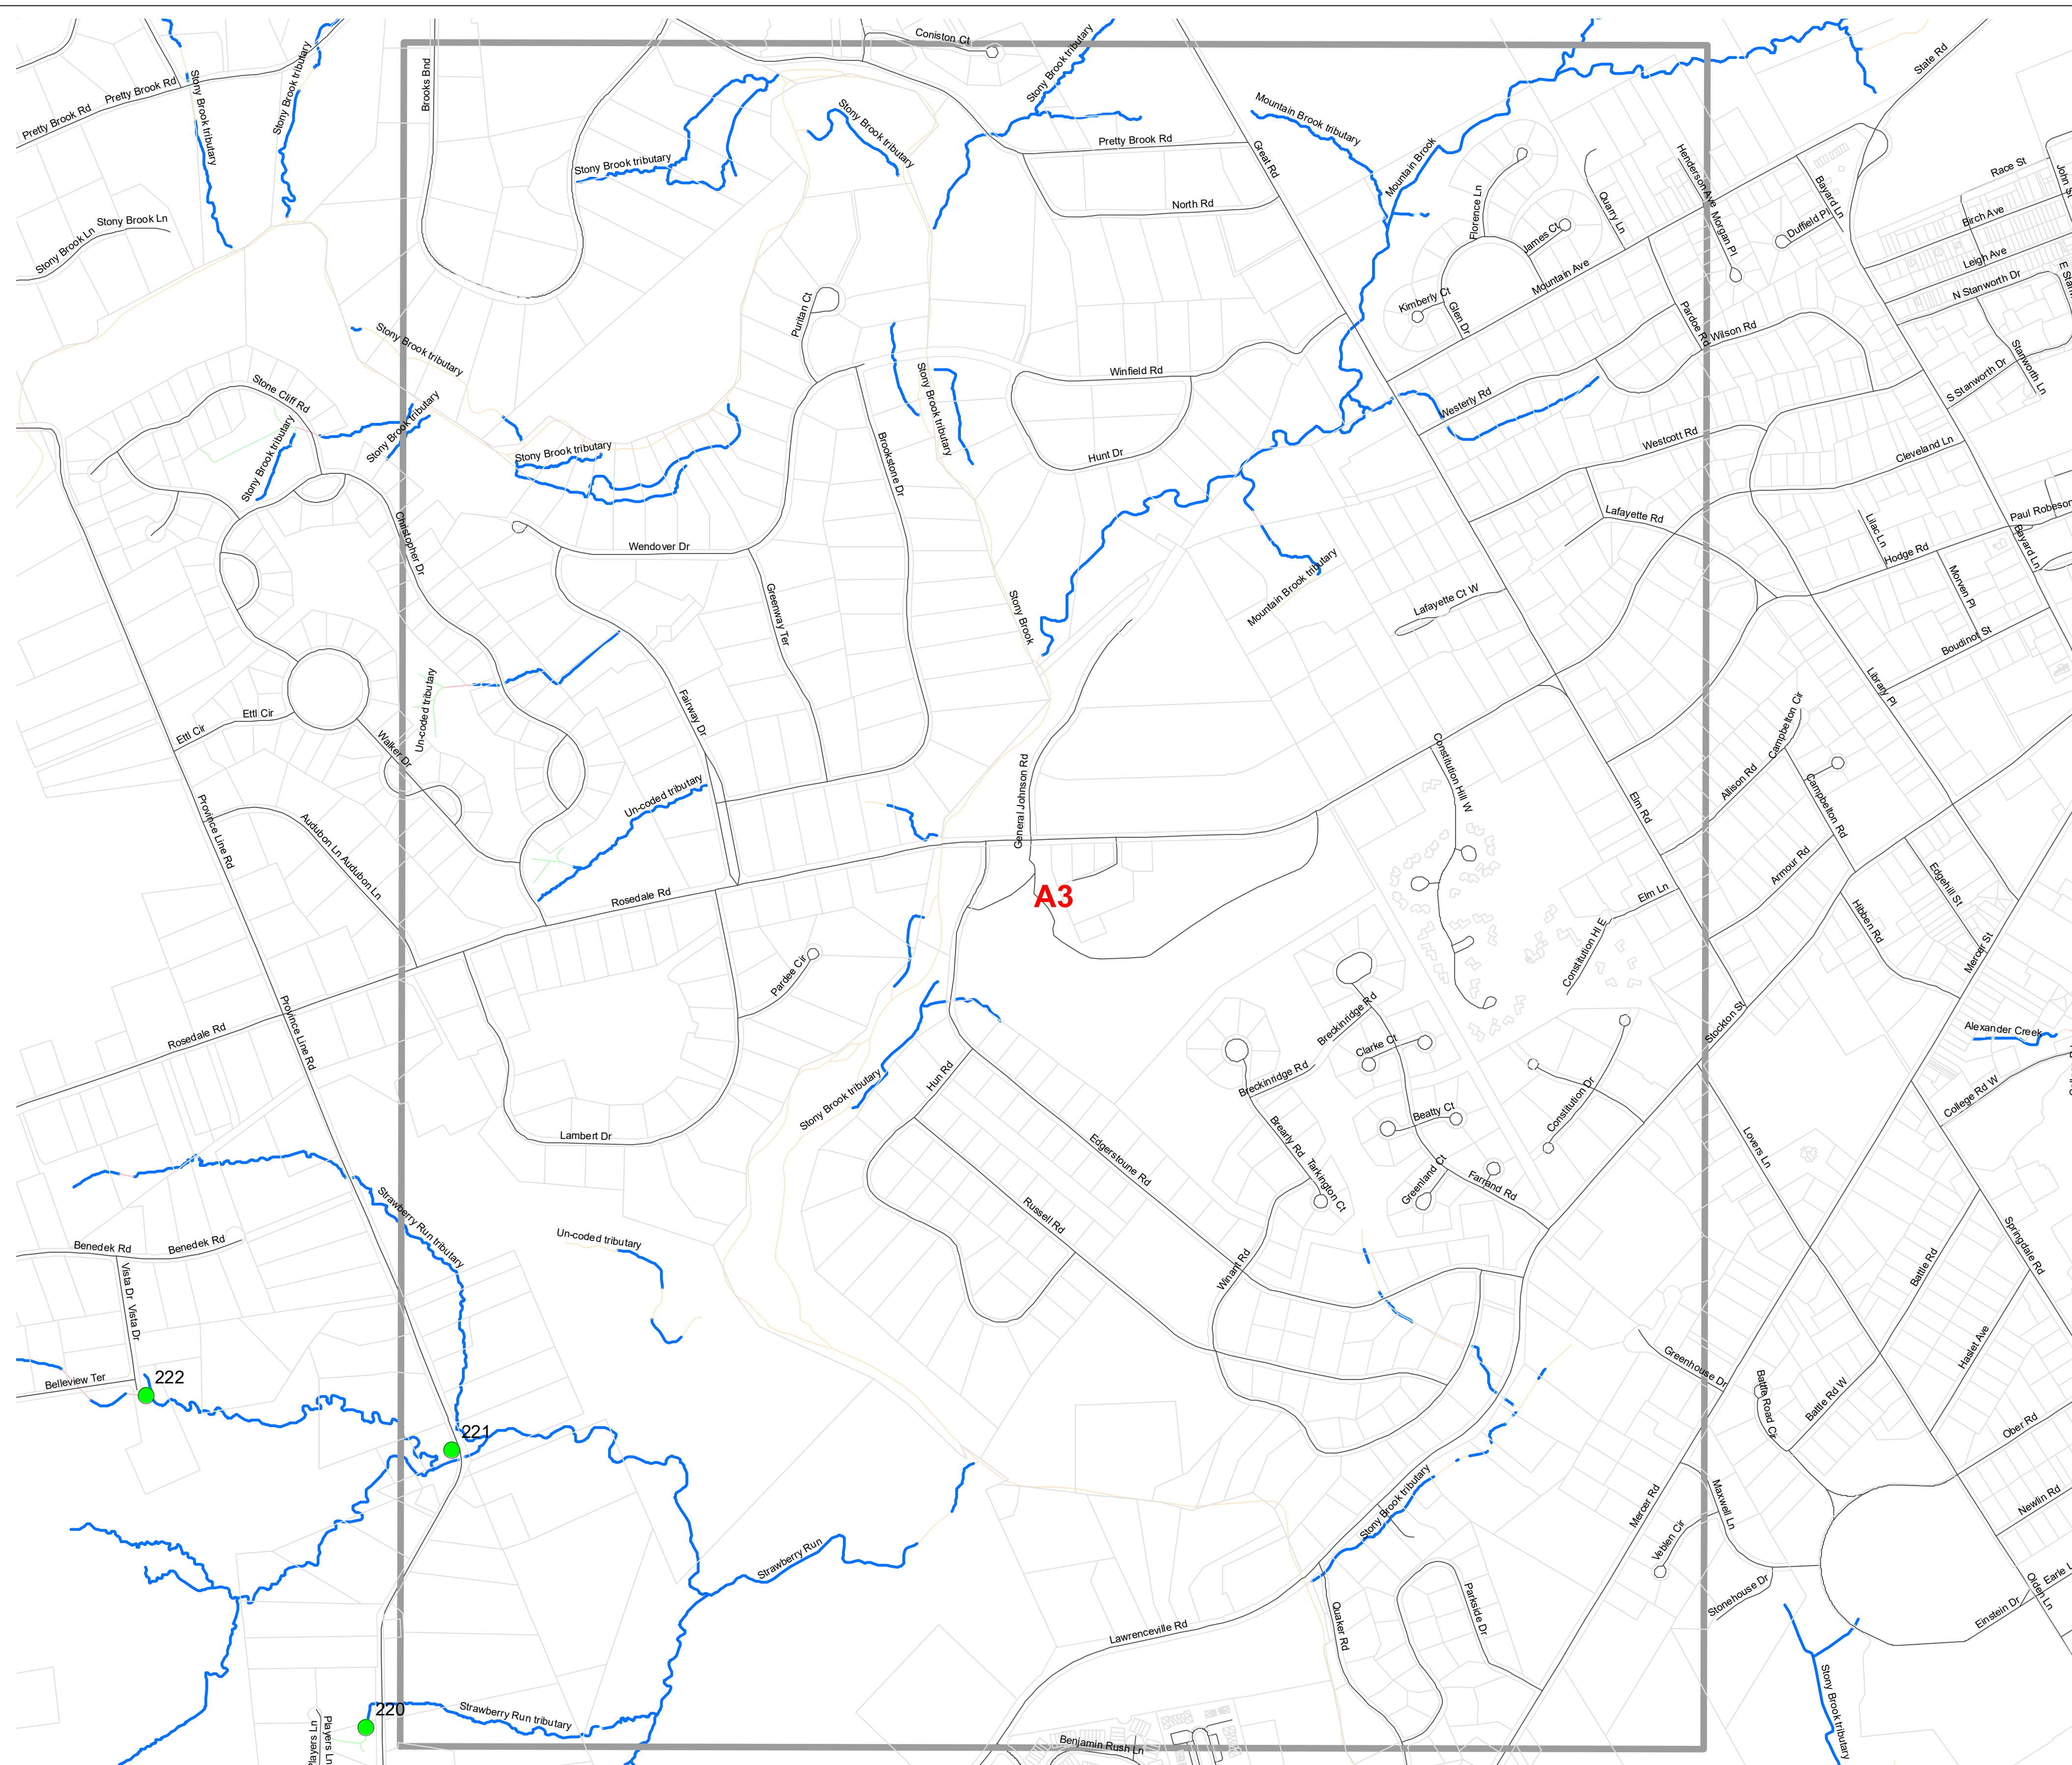 Coniston Ct
State Rd
Brooks Bnd
Stony Brook tributary
Stony Brook tributary
Stony Brook tributary
Pretty Brook Rd
Pretty Brook Rd
Mountain Brook tributary
Stony Brook tributary
Pretty Brook Rd
Great Rd
Mountain Brook
Henderson Ave
Race St
John St
Stony Brook tributary
Florence Ln
Quarry Ln
Bayard Ln
North Rd
Birch Ave
Stony Brook Ln
Stony Brook Ln
James Ct
Morgan Pl
Duffield Pl
Leigh Ave
Mountain Ave
N Stanworth Dr
Puritan Ct
Kimberly Ct
Glen Dr
Pardoe Rd
Wilson Rd
Stony Brook tributary
Stanworth Ln
Winfield Rd
S Stanworth Dr
Stone Cliff Rd
Stony Brook tributary
Stony Brook tributary
Westerly Rd
Stony Brook tributary
Westcott Rd
Cleveland Ln
Stony Brook tributary
Brookstone Dr
Hunt Dr
Christopher Dr
Lafayette Rd
Lilac Ln
Paul Robeson
Bayard Ln
Wendover Dr
Hodge Rd
Greenway Ter
Stony Brook
Mountain Brook tributary
Lafayette Ct W
Morven Pl
Boudinot St
Un-coded tributary
Fairway Dr
Library Pl
Ettl Cir
Ettl Cir
Walker Dr
Constitution Hill W
Campbelton Cir
Un-coded tributary
General Johnson Rd
Elm Rd
Allison Rd
Campbelton Rd
Province Line Rd
Audubon Ln
Audubon Ln
Armour Rd
Edgehill St
Rosedale Rd
A3
Elm Ln
Hibben Rd
Constitution Hl E
Mercer St
Pardee Cir
Province Line Rd
Rosedale Rd
Breckinridge Rd
Clarke Ct
Stockton St
Alexander Creek
Stony Brook tributary
Hun Rd
Breckinridge Rd
Constitution Dr
College Rd W
Beatty Ct
Lambert Dr
Edgerstoune Rd
Brearly Rd
Tarkington Ct
Greenland Ct
Farrand Rd
Lovers Ln
Strawberry Run tributary
Russell Rd
Springdale Rd
Benedek Rd
Benedek Rd
Un-coded tributary
Winant Rd
Battle Rd
Vista Dr
Vista Dr
Greenhouse Dr
Haslet Ave
Belleview Ter
222
Battle Road Cir
Battle Rd W
221
Ober Rd
Stony Brook tributary
Mercer Rd
Maxwell Ln
Newlin Rd
Veblen Cir
Strawberry Run
Stonehouse Dr
Parkside Dr
Quaker Rd
Olden Ln
Einstein Dr
Lawrenceville Rd
220
Strawberry Run tributary
Players Ln
Players Ln
Benjamin Rush Ln
Stony Brook tributary